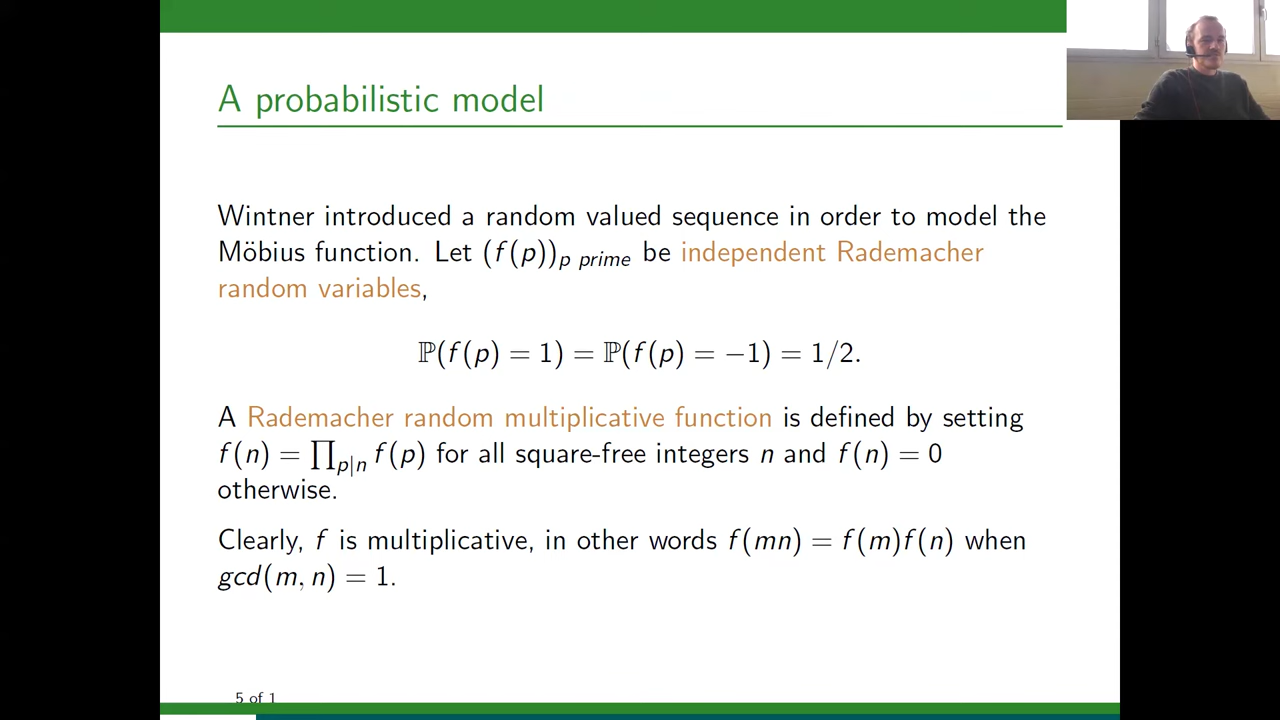 A probabilistic model
Wintner introduced a random valued sequence in order to model the
Möbius function. Let (f(p))_{p prime} be independent Rademacher
random variables,
ℙ(f(p) = 1) = ℙ(f(p) = −1) = 1/2.
A Rademacher random multiplicative function is defined by setting
f(n) = ∏_{p|n} f(p) for all square-free integers n and f(n) = 0
otherwise.
Clearly, f is multiplicative, in other words f(mn) = f(m)f(n) when
gcd(m, n) = 1.
5 of 1